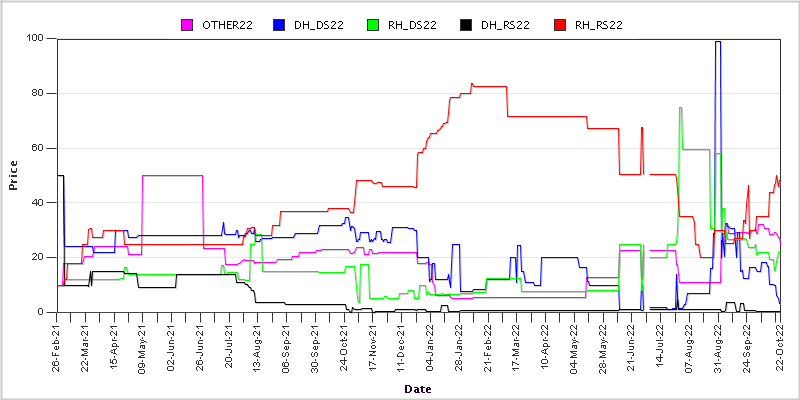 OTHER22 DH_DS22 RH_DS22 DH_RS22 RH_RS22
100
80
60
40
20
0
Price
26-Feb-21
22-Mar-21
15-Apr-21
09-May-21
02-Jun-21
26-Jun-21
20-Jul-21
13-Aug-21
06-Sep-21
30-Sep-21
24-Oct-21
17-Nov-21
11-Dec-21
04-Jan-22
28-Jan-22
21-Feb-22
17-Mar-22
10-Apr-22
04-May-22
28-May-22
21-Jun-22
14-Jul-22
07-Aug-22
31-Aug-22
24-Sep-22
22-Oct-22
Date